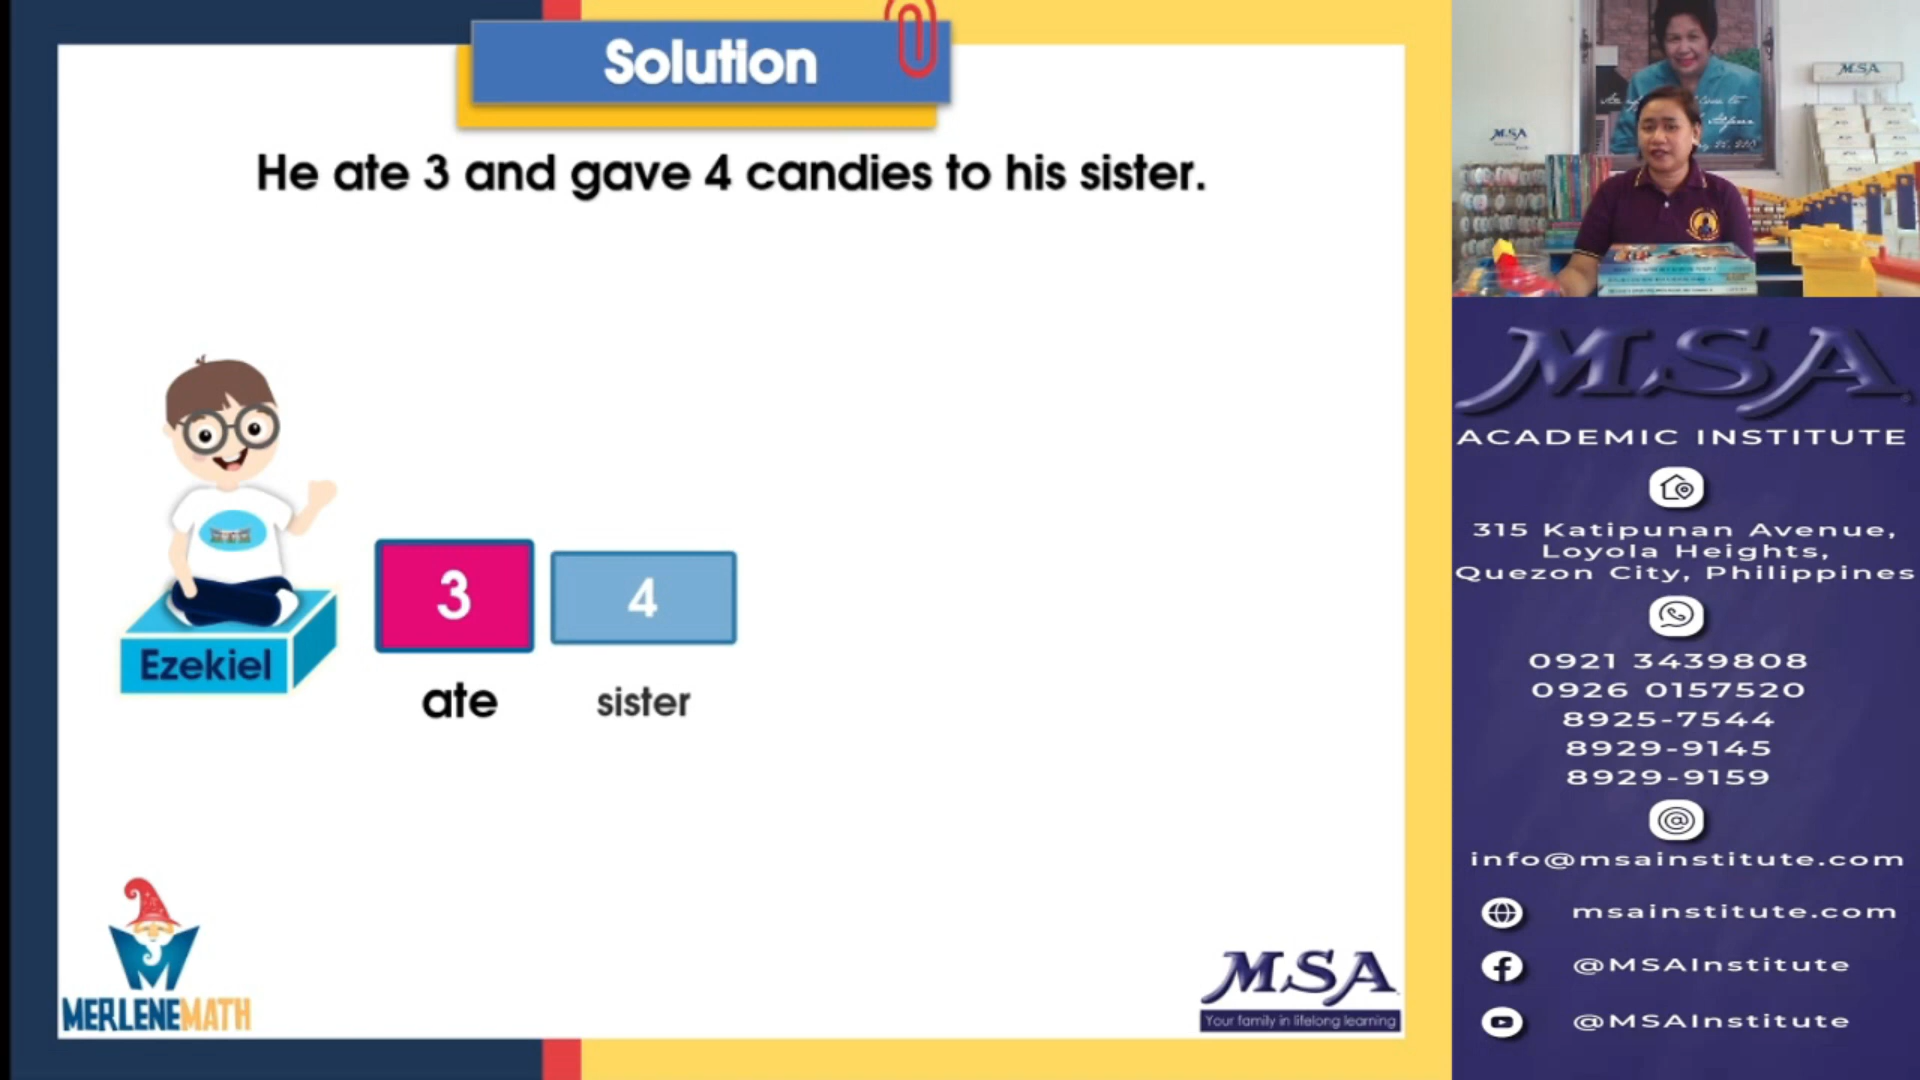 Solution
He ate 3 and gave 4 candies to his sister.
3
4
ate
sister
Ezekiel
MERLENEMATH
MSA
Your family in lifelong learning
MSA
MSA
MSA
ACADEMIC INSTITUTE
315 Katipunan Avenue,
Loyola Heights,
Quezon City, Philippines
0921 3439808
0926 0157520
8925-7544
8929-9145
8929-9159
info@msainstitute.com
msainstitute.com
@MSAInstitute
@MSAInstitute